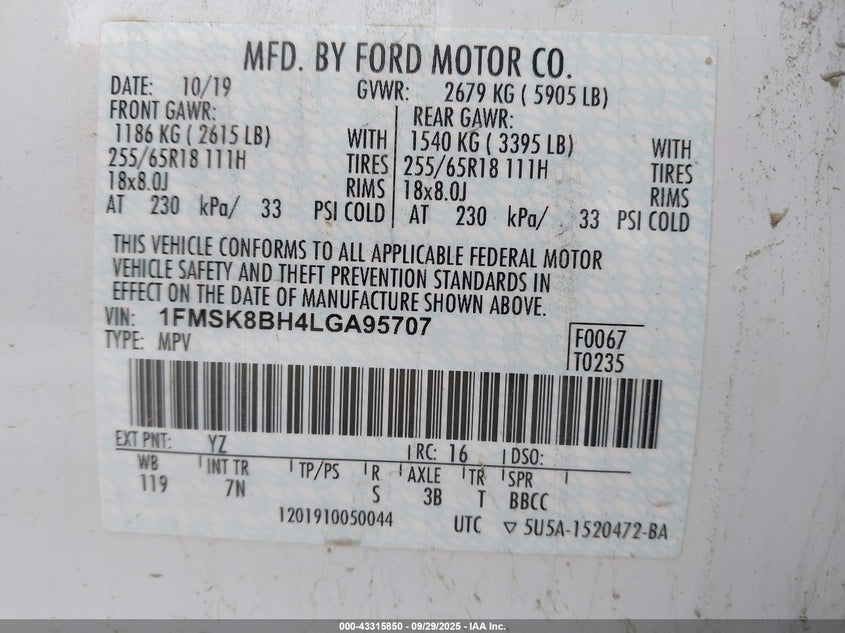 MFD. BY FORD MOTOR CO.
DATE: 10/19 GVWR: 2679 KG ( 5905 LB)
FRONT GAWR: REAR GAWR:
1186 KG ( 2615 LB) WITH 1540 KG ( 3395 LB) WITH
255/65R18 111H TIRES 255/65R18 111H TIRES
18x8.0J RIMS 18x8.0J RIMS
AT 230 kPa/ 33 PSI COLD AT 230 kPa/ 33 PSI COLD
THIS VEHICLE CONFORMS TO ALL APPLICABLE FEDERAL MOTOR
VEHICLE SAFETY AND THEFT PREVENTION STANDARDS IN
EFFECT ON THE DATE OF MANUFACTURE SHOWN ABOVE.
VIN: 1FMSK8BH4LGA95707
TYPE: MPV
F0067
T0235
EXT PNT: YZ RC: 16 DSO:
WB INT TR TP/PS R AXLE TR SPR
119 7N S 3B T BBCC
1201910050044 UTC ▽ 5U5A-1520472-BA
000-43315850 - 09/29/2025 - IAA Inc.